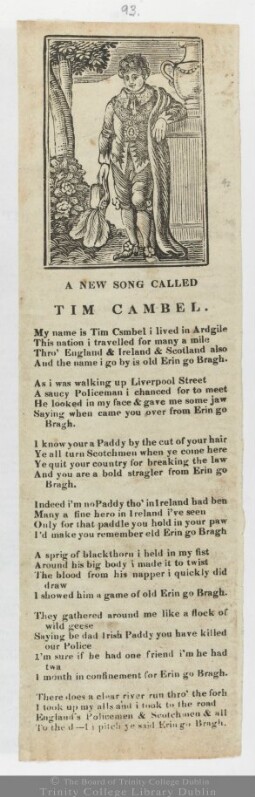 93.
A NEW SONG CALLED
TIM CAMBEL.
My name is Tim Cambel i lived in Ardgile
This nation i travelled for many a mile
Thro' England & Ireland & Scotland also
And the name i go by is old Erin go Bragh.
As i was walking up Liverpool Street
A saucy Policeman i chanced for to meet
He looked in my face & gave me some jaw
Saying when came you over from Erin go
Bragh.
I know your a Paddy by the cut of your hair
Ye all turn Scotchmen when ye come here
Ye quit your country for breaking the law
And you are a bold stragler from Erin go
Bragh.
Indeed i'm no Paddy tho' in Ireland had ben
Many a fine hero in Ireland i've seen
Only for that paddle you hold in your paw
I'd make you remember eld Erin go Bragh
A sprig of blackthorn i held in my fist
Around his big body i made it to twist
The blood from his napper i quickly did
draw
I showed him a game of old Erin go Bragh.
They gathered around me like a flock of
wild geese
Saying be dad Irish Paddy you have killed
our Police
I'm sure if he had one friend i'm he had
twa
1 month in confinement for Erin go Bragh.
There does a clear river run thro' the forh
I took up my alls and i took to the road
England's Policemen & Scotchmen & all
To the d—l i pitch ye said Erin go Bragh.
© The Board of Trinity College Dublin
Trinity College Library Dublin